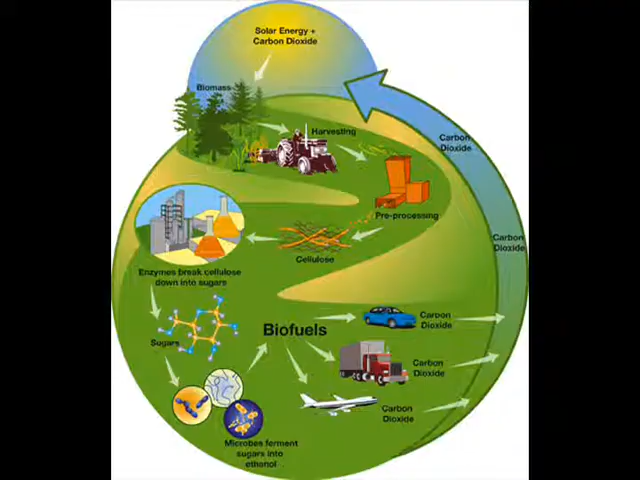 Solar Energy +
Carbon Dioxide
Biomass
Harvesting
Carbon
Dioxide
Pre-processing
Carbon
Dioxide
Cellulose
Enzymes break cellulose
down into sugars
Carbon
Dioxide
Biofuels
Sugars
Carbon
Dioxide
Carbon
Dioxide
Microbes ferment
sugars into
ethanol